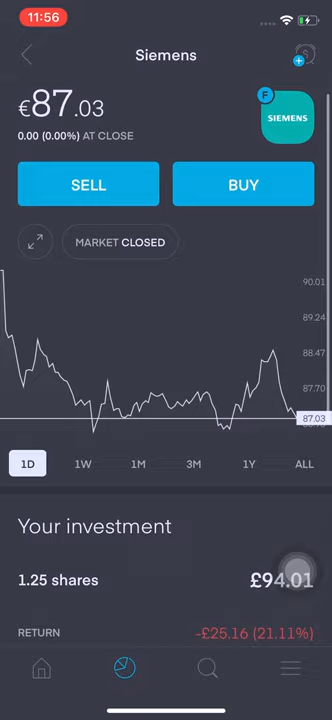 11:56
Siemens
€87.03
0.00 (0.00%) AT CLOSE
F
SIEMENS
SELL
BUY
MARKET CLOSED
90.01
89.24
88.47
87.70
87.03
1D 1W 1M 3M 1Y ALL
Your investment
1.25 shares
£94.01
RETURN
-£25.16 (21.11%)